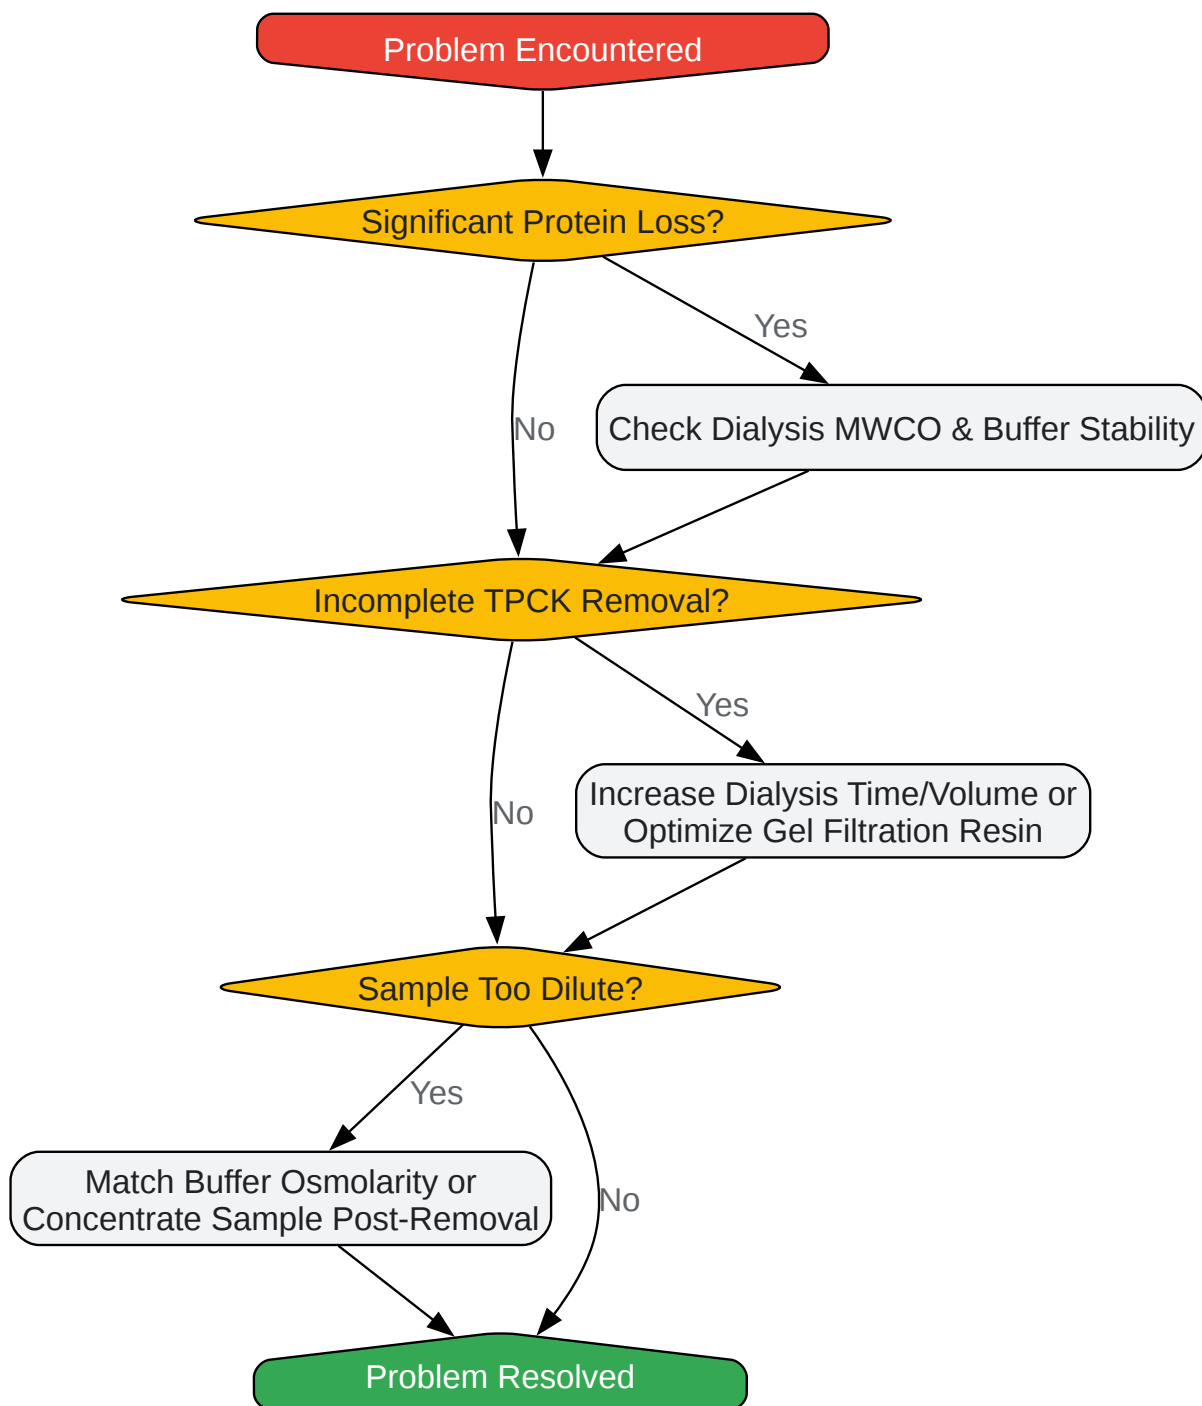 Problem Encountered
Significant Protein Loss?
Yes
No
Check Dialysis MWCO & Buffer Stability
Incomplete TPCK Removal?
Yes
No
Increase Dialysis Time/Volume or
Optimize Gel Filtration Resin
Sample Too Dilute?
Yes
No
Match Buffer Osmolarity or
Concentrate Sample Post-Removal
Problem Resolved